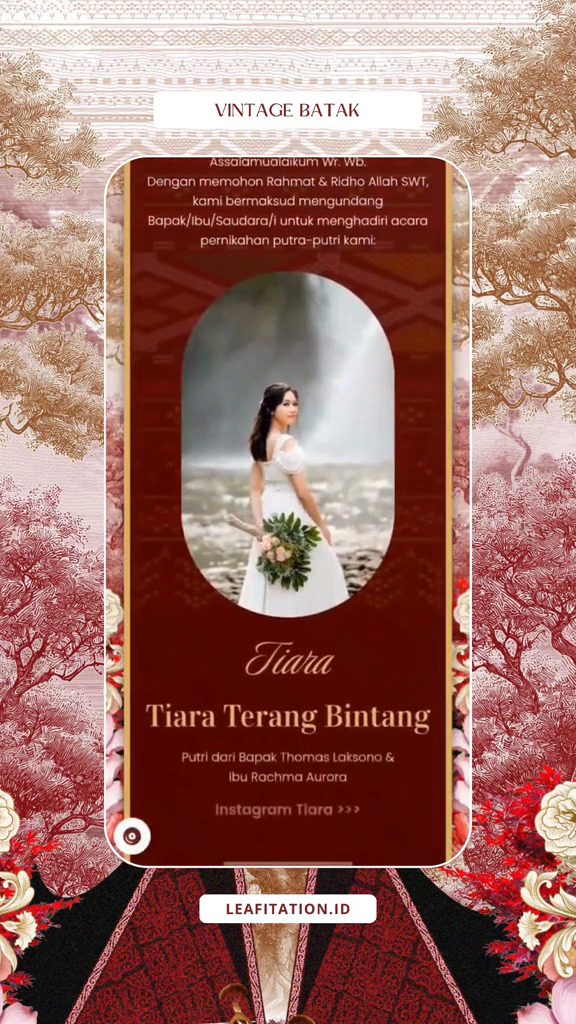 VINTAGE BATAK
Assalamualaikum Wr. Wb.
Dengan memohon Rahmat & Ridho Allah SWT,
kami bermaksud mengundang
Bapak/Ibu/Saudara/i untuk menghadiri acara
pernikahan putra-putri kami:
Tiara
Tiara Terang Bintang
Putri dari Bapak Thomas Laksono &
Ibu Rachma Aurora
Instagram Tiara >>>
LEAFITATION.ID